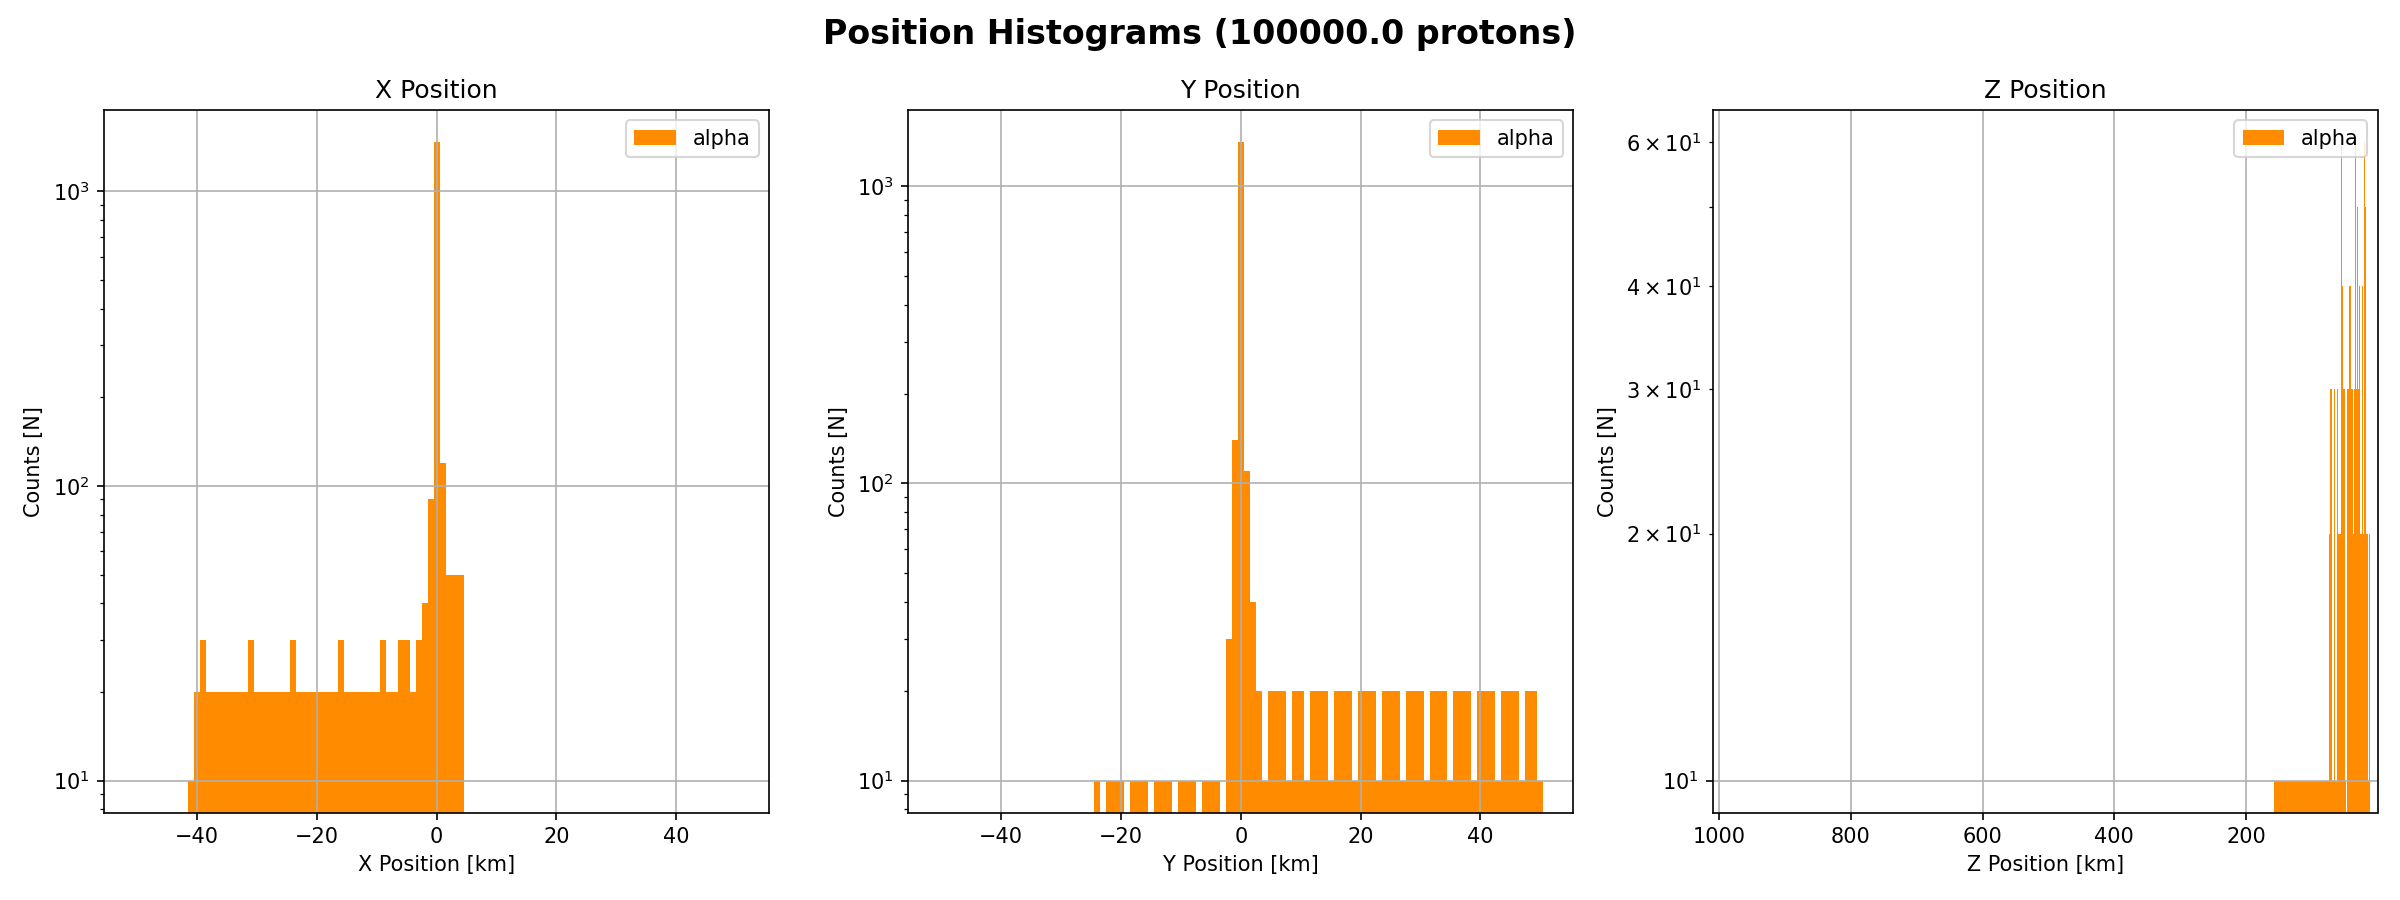 Position Histograms (100000.0 protons)
X Position
Y Position
Z Position
alpha
alpha
alpha
Counts [N]
10³
10²
10¹
−40 −20 0 20 40
X Position [km]
Counts [N]
10³
10²
10¹
−40 −20 0 20 40
Y Position [km]
Counts [N]
6 × 10¹
4 × 10¹
3 × 10¹
2 × 10¹
10¹
1000 800 600 400 200
Z Position [km]